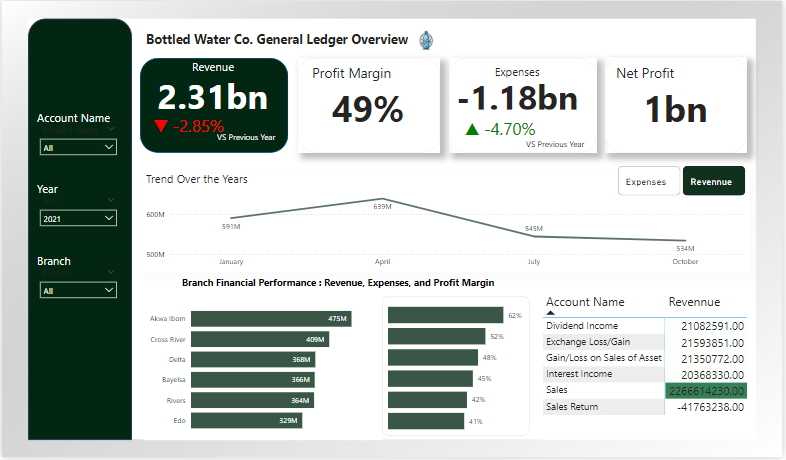 Bottled Water Co. General Ledger Overview
Revenue
2.31bn
▼ -2.85%
VS Previous Year
Profit Margin
49%
Expenses
-1.18bn
▲ -4.70%
VS Previous Year
Net Profit
1bn
Account Name
All
Year
2021
Branch
All
Trend Over the Years
Expenses
Revennue
600M
500M
591M
639M
545M
534M
January
April
July
October
Branch Financial Performance : Revenue, Expenses, and Profit Margin
Akwa Ibom 475M 62%
Cross River 409M 52%
Delta 368M 48%
Bayelsa 366M 45%
Rivers 364M 42%
Edo 329M 41%
Account Name Revennue
Dividend Income 21082591.00
Exchange Loss/Gain 21593851.00
Gain/Loss on Sales of Asset 21350772.00
Interest Income 20368330.00
Sales 2266614230.00
Sales Return -41763238.00